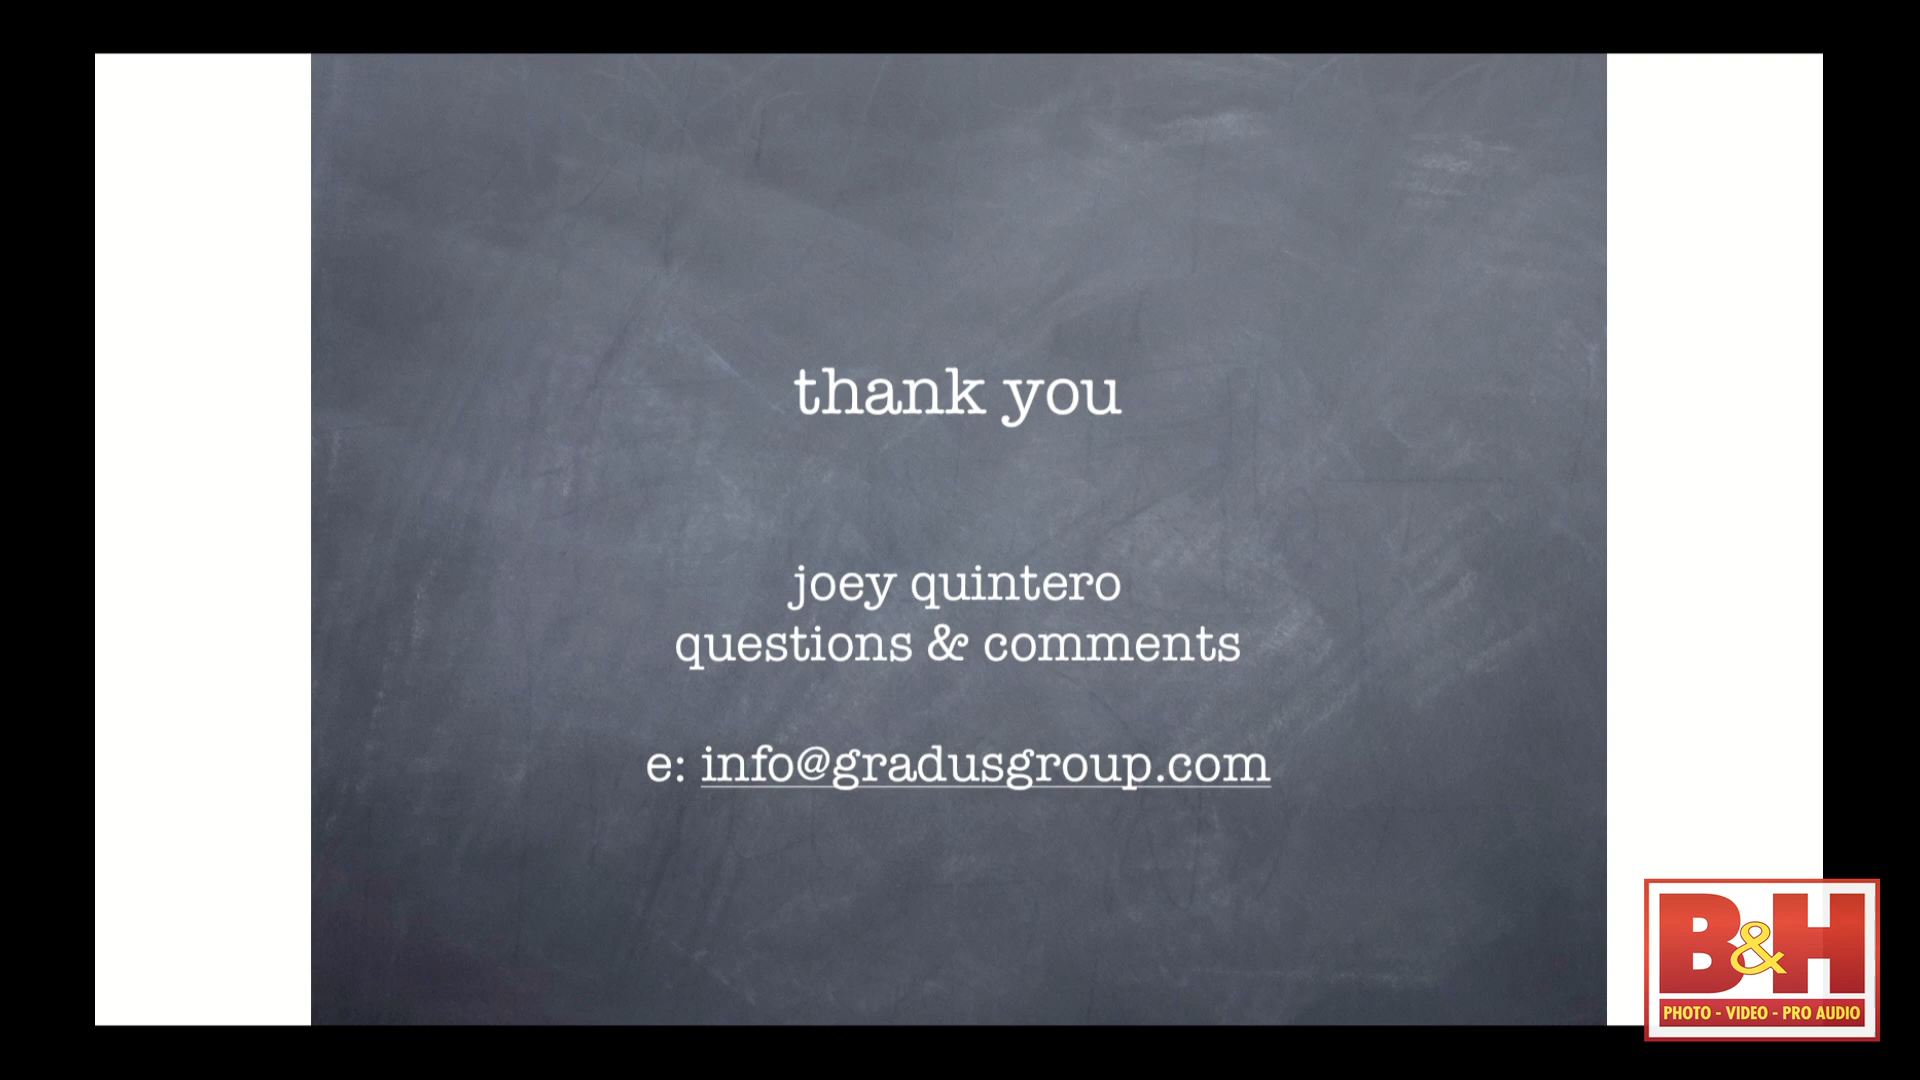 thank you
joey quintero
questions & comments
e: info@gradusgroup.com
B&H
PHOTO - VIDEO - PRO AUDIO